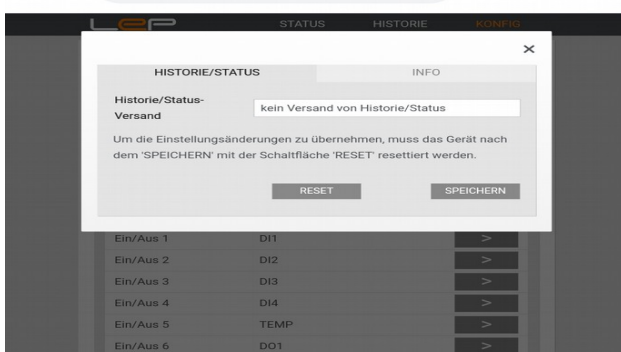 LEP STATUS HISTORIE KONFIG
×
HISTORIE/STATUS INFO
Historie/Status-
Versand
kein Versand von Historie/Status
Um die Einstellungsänderungen zu übernehmen, muss das Gerät nach
dem 'SPEICHERN' mit der Schaltfläche 'RESET' resettiert werden.
RESET SPEICHERN
Ein/Aus 1 DI1 >
Ein/Aus 2 DI2 >
Ein/Aus 3 DI3 >
Ein/Aus 4 DI4 >
Ein/Aus 5 TEMP >
Ein/Aus 6 DO1 >